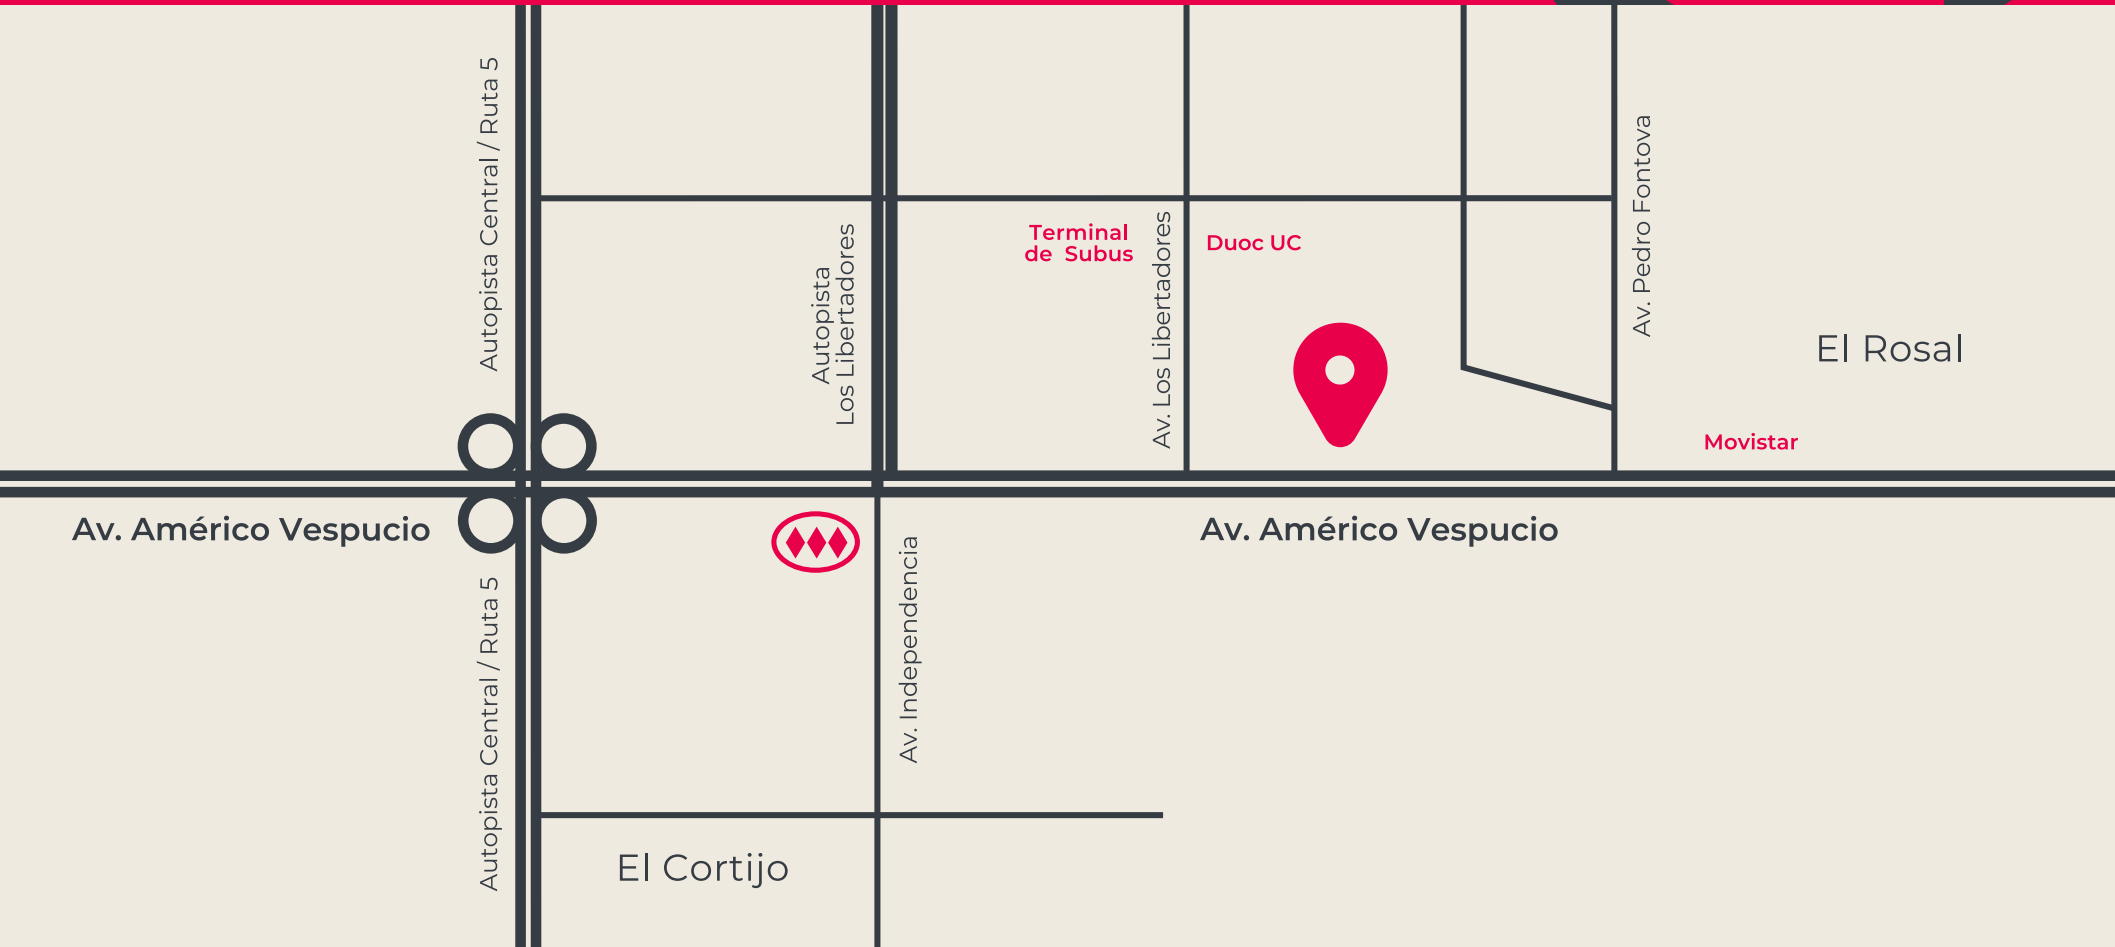 Autopista Central / Ruta 5
Autopista
Los Libertadores
Terminal
de Subus
Av. Los Libertadores
Duoc UC
Av. Pedro Fontova
El Rosal
Movistar
Av. Américo Vespucio
Av. Américo Vespucio
Autopista Central / Ruta 5
Av. Independencia
El Cortijo